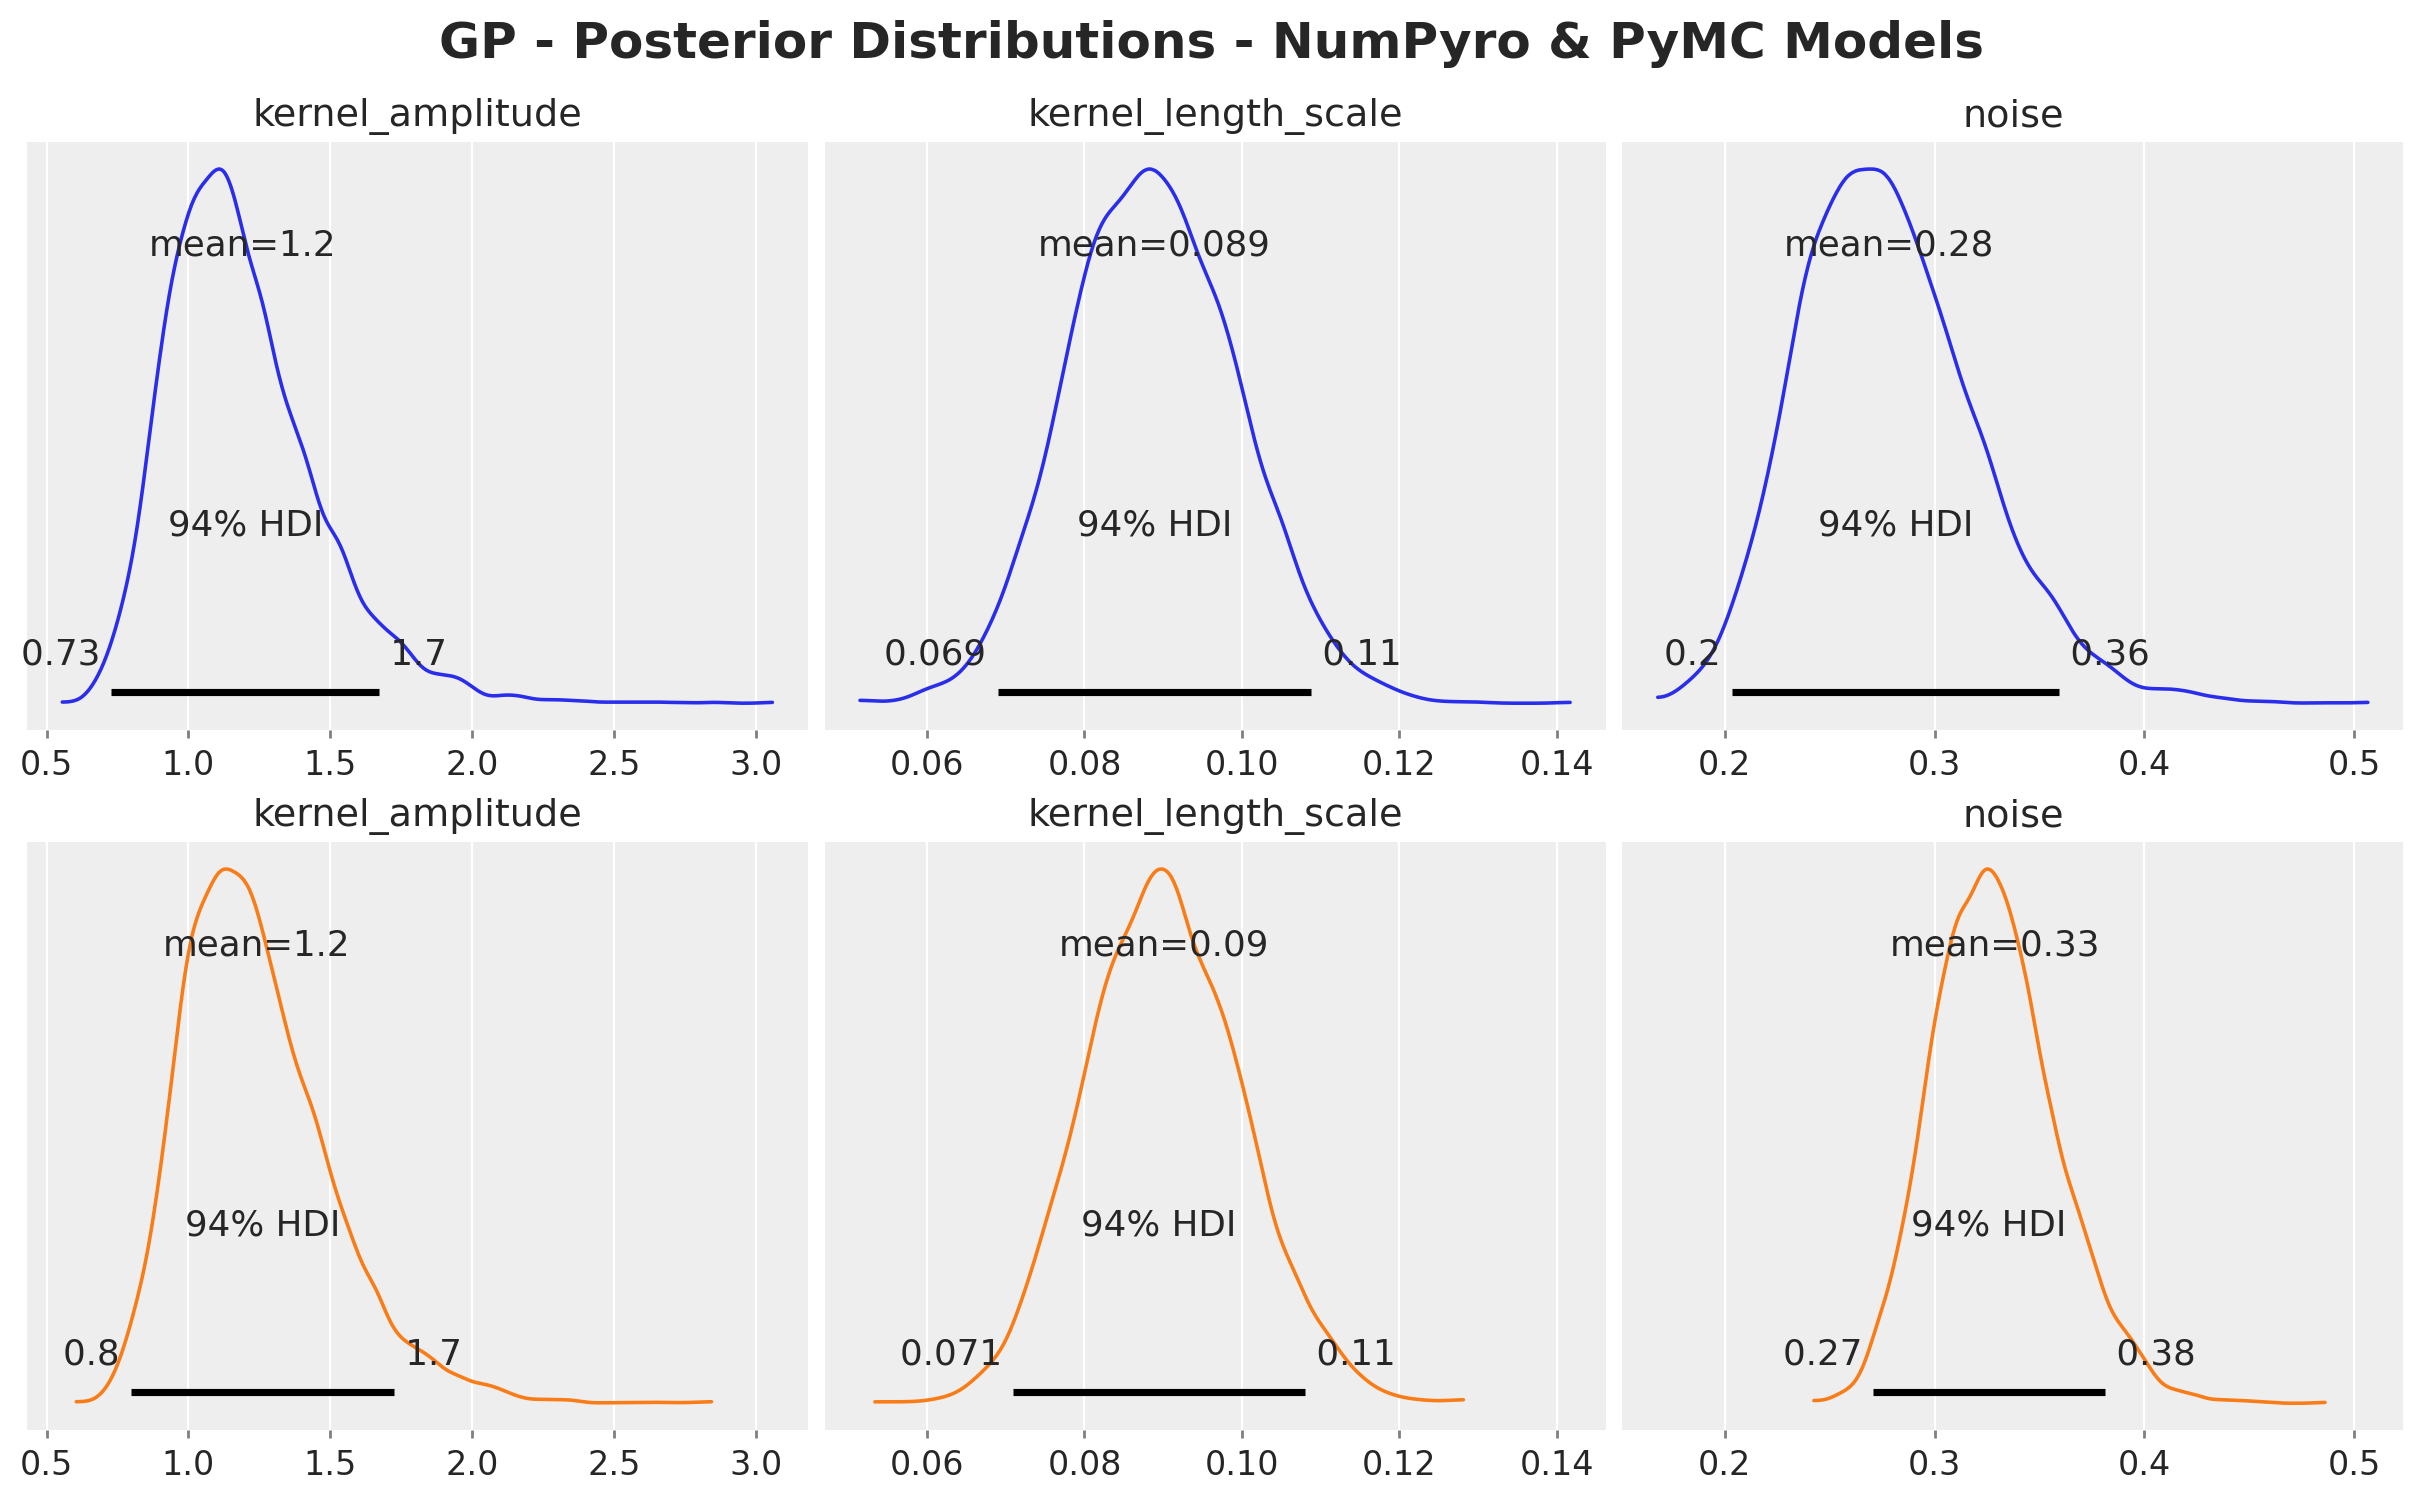 GP - Posterior Distributions - NumPyro & PyMC Models
kernel_amplitude
mean=1.2
94% HDI
0.73 1.7
0.5 1.0 1.5 2.0 2.5 3.0
kernel_length_scale
mean=0.089
94% HDI
0.069 0.11
0.06 0.08 0.10 0.12 0.14
noise
mean=0.28
94% HDI
0.2 0.36
0.2 0.3 0.4 0.5
kernel_amplitude
mean=1.2
94% HDI
0.8 1.7
0.5 1.0 1.5 2.0 2.5 3.0
kernel_length_scale
mean=0.09
94% HDI
0.071 0.11
0.06 0.08 0.10 0.12 0.14
noise
mean=0.33
94% HDI
0.27 0.38
0.2 0.3 0.4 0.5